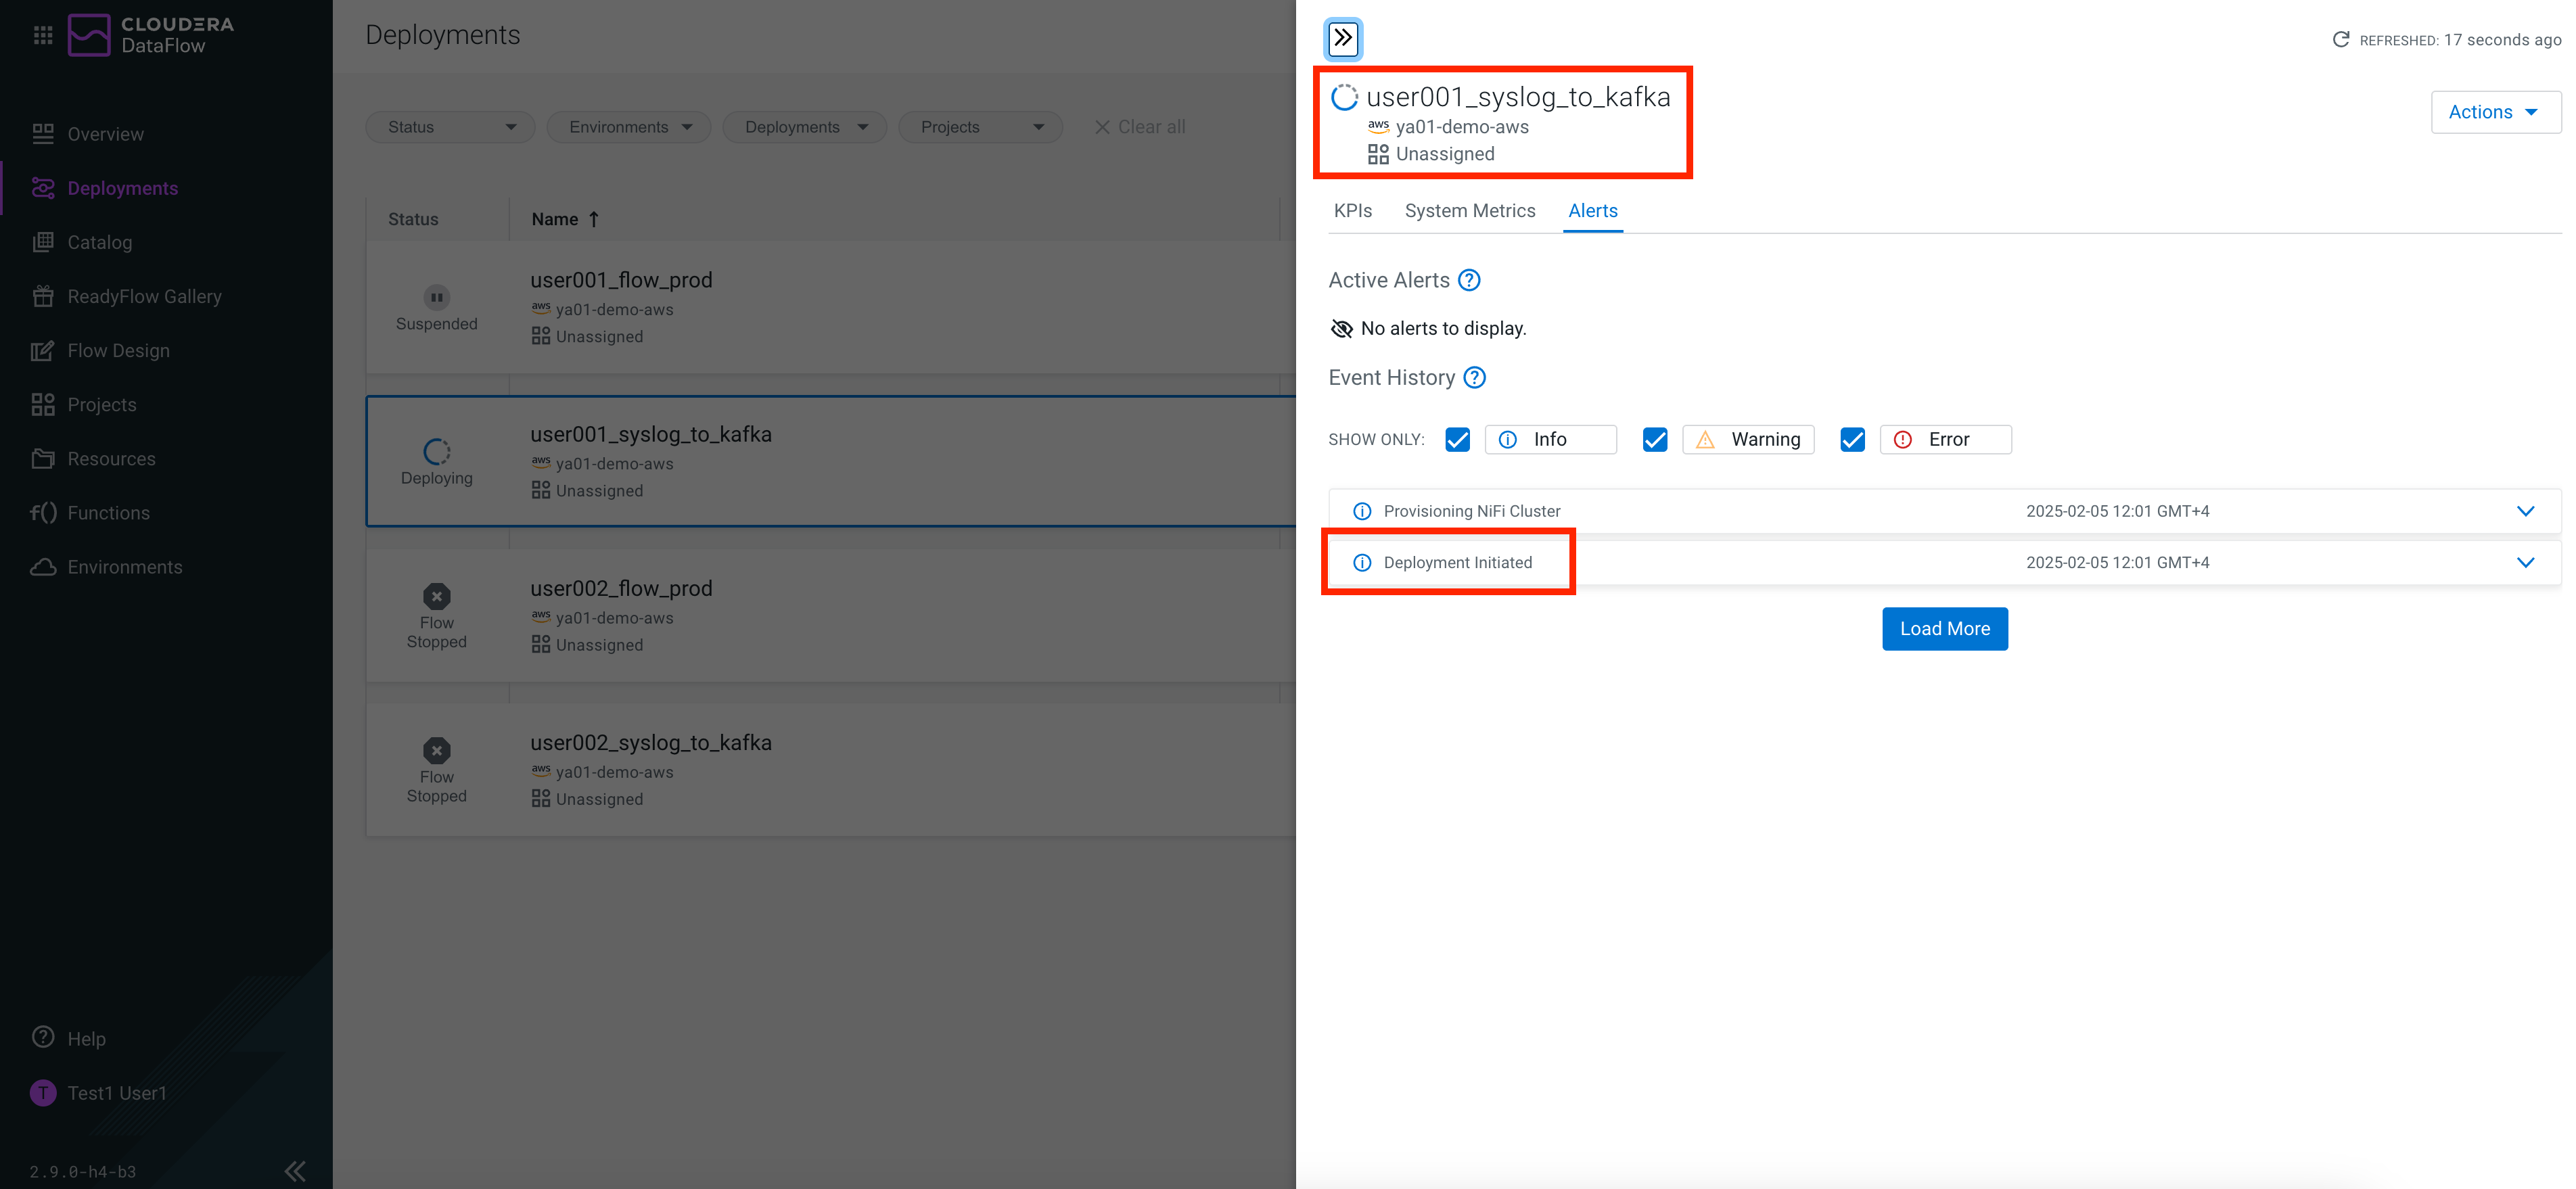 CLOUDERA
DataFlow
Overview
Deployments
Catalog
ReadyFlow Gallery
Flow Design
Projects
Resources
f() Functions
Environments
Help
T Test1 User1
2.9.0-h4-b3
Deployments
Status Environments Deployments Projects Clear all
Status Name
Suspended
user001_flow_prod
aws ya01-demo-aws
Unassigned
Deploying
user001_syslog_to_kafka
aws ya01-demo-aws
Unassigned
Flow
Stopped
user002_flow_prod
aws ya01-demo-aws
Unassigned
Flow
Stopped
user002_syslog_to_kafka
aws ya01-demo-aws
Unassigned
REFRESHED: 17 seconds ago
user001_syslog_to_kafka
aws ya01-demo-aws
Unassigned
Actions
KPIs System Metrics Alerts
Active Alerts ?
No alerts to display.
Event History ?
SHOW ONLY: Info Warning Error
Provisioning NiFi Cluster 2025-02-05 12:01 GMT+4
Deployment Initiated 2025-02-05 12:01 GMT+4
Load More